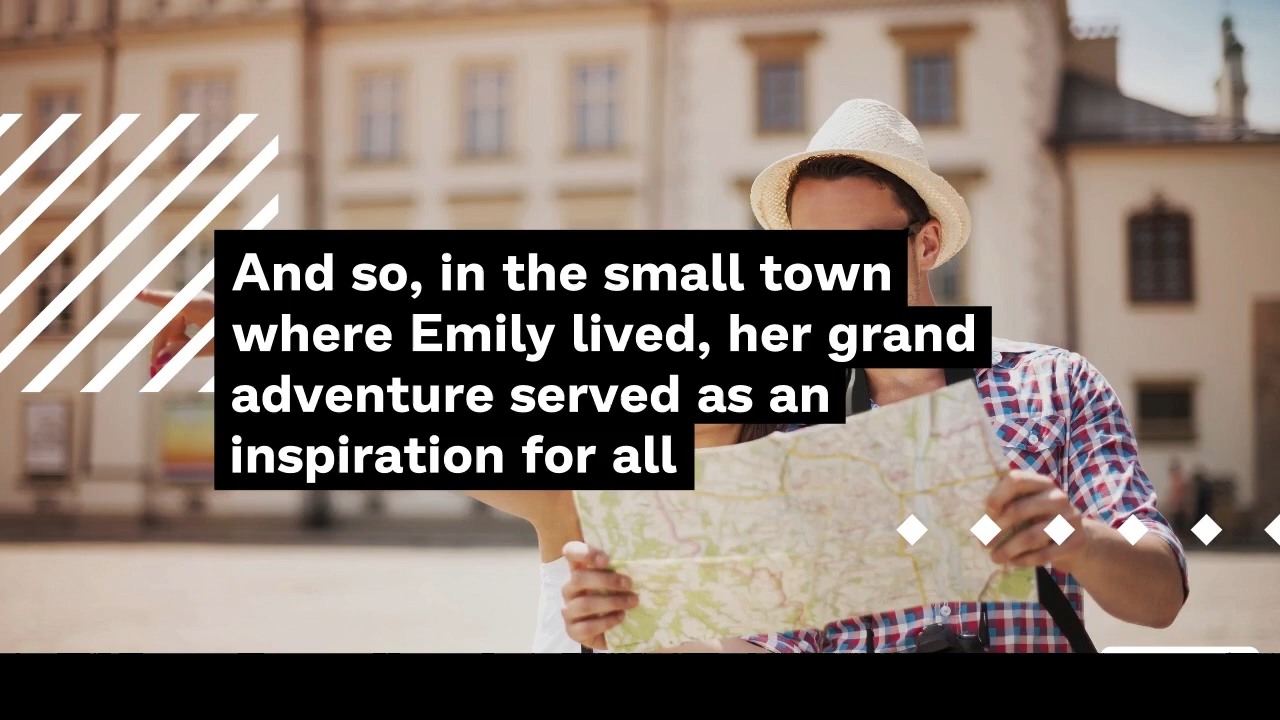 And so, in the small town
where Emily lived, her grand
adventure served as an
inspiration for all